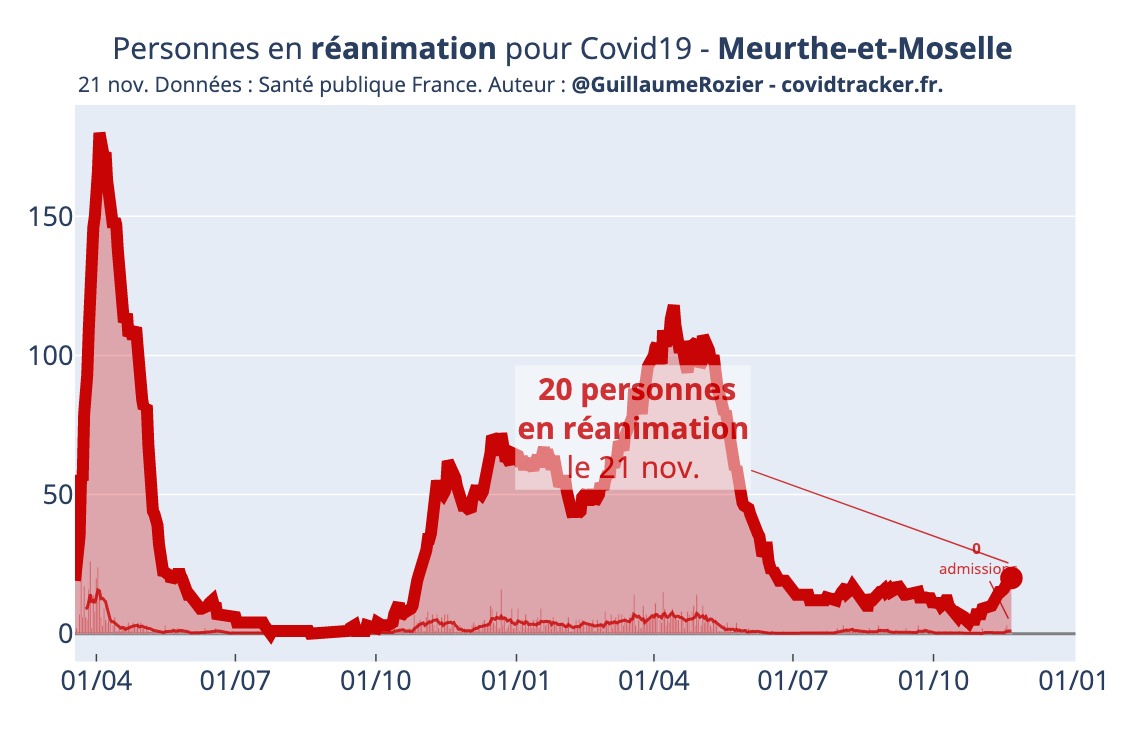 Personnes en réanimation pour Covid19 - Meurthe-et-Moselle
21 nov. Données : Santé publique France. Auteur : @GuillaumeRozier - covidtracker.fr.
150
100
50
0
20 personnes
en réanimation
le 21 nov.
0
admissions
01/04
01/07
01/10
01/01
01/04
01/07
01/10
01/01